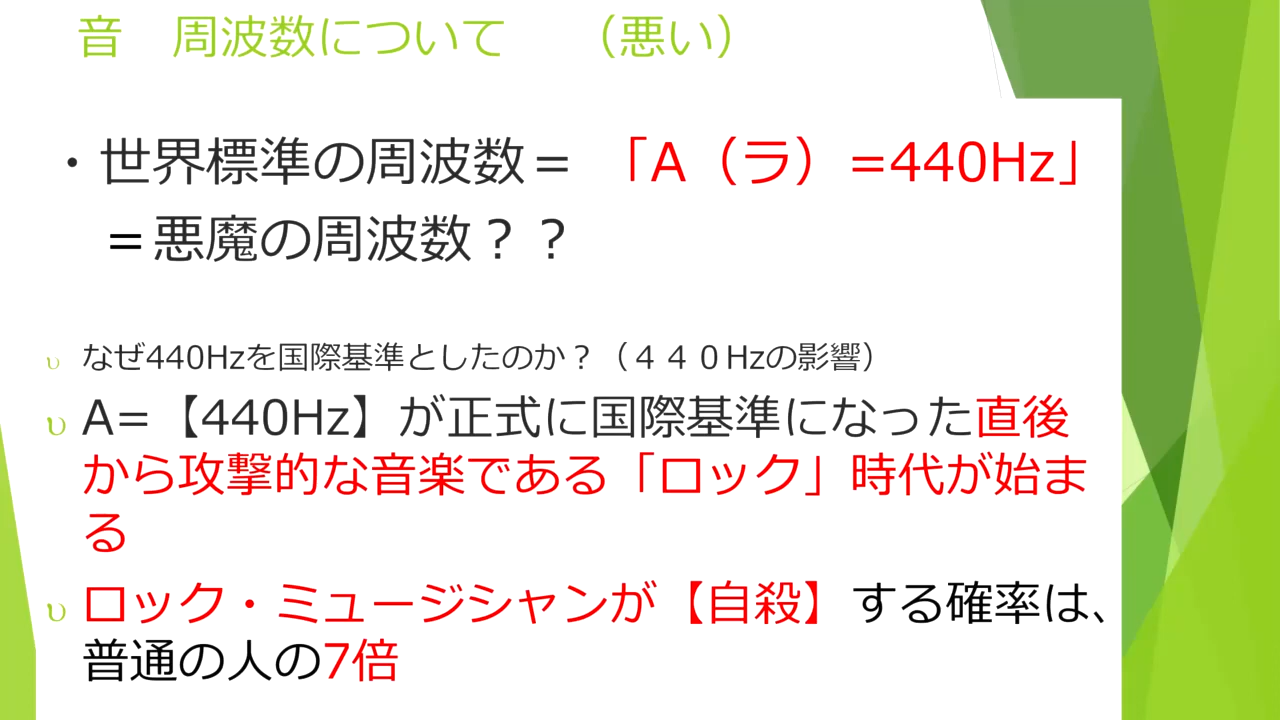 音　周波数について　　（悪い）
・世界標準の周波数＝ 「A（ラ）=440Hz」
＝悪魔の周波数？？
υ なぜ440Hzを国際基準としたのか？（４４０Hzの影響）
υ A=【440Hz】が正式に国際基準になった直後
から攻撃的な音楽である「ロック」時代が始ま
る
υ ロック・ミュージシャンが【自殺】する確率は、
普通の人の7倍